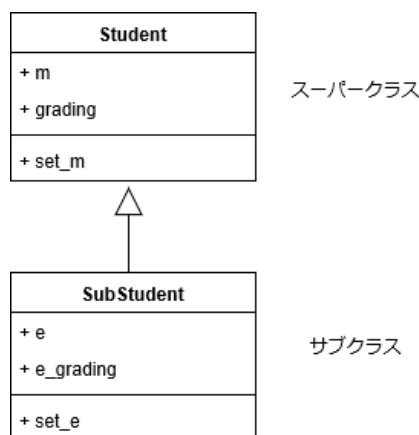 Student
+ m
+ grading
+ set_m
スーパークラス
SubStudent
+ e
+ e_grading
+ set_e
サブクラス